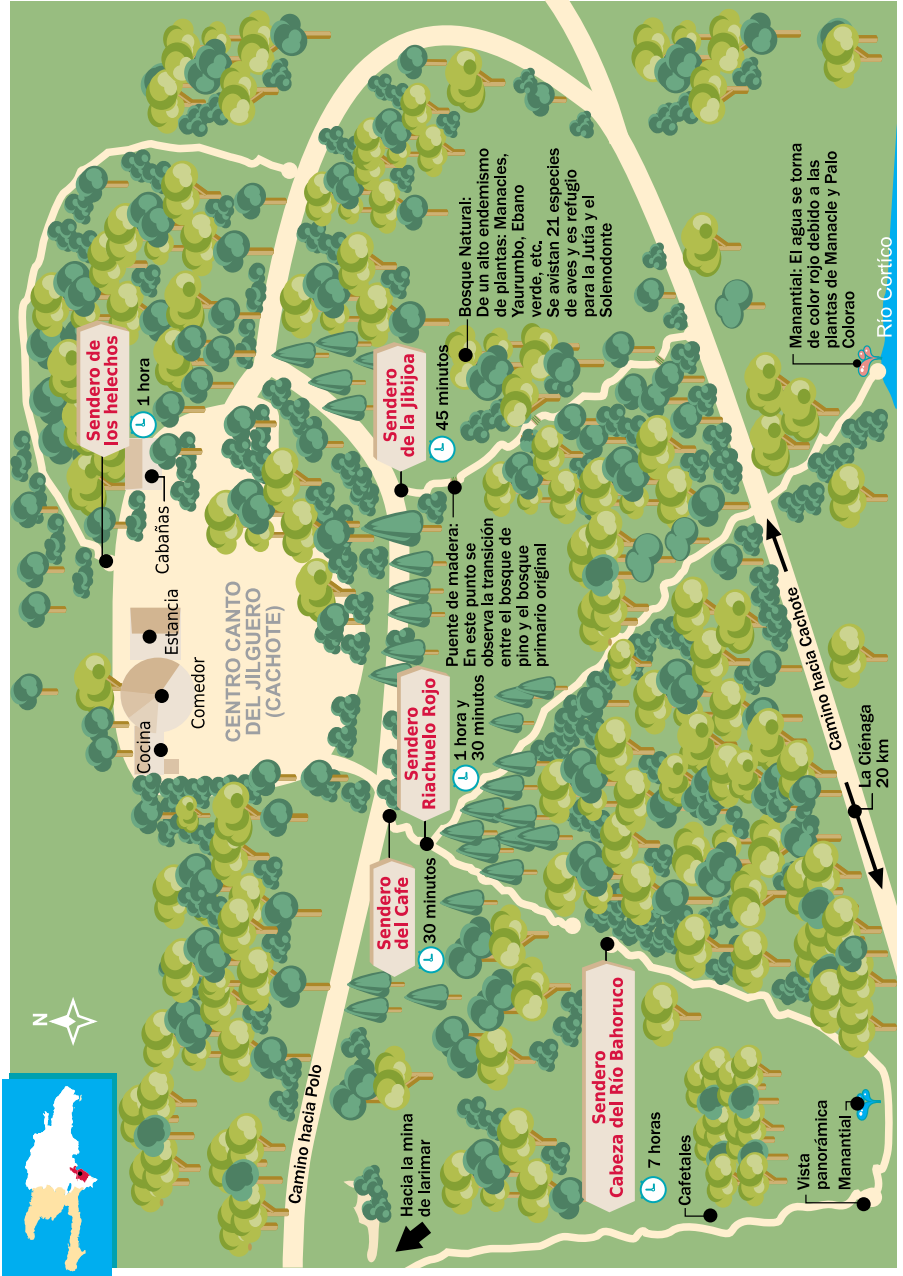 N
Sendero de
los helechos
1 hora
Cabañas
Estancia
Comedor
Cocina
CENTRO CANTO
DEL JILGUERO
(CACHOTE)
Sendero
de la Jibijoa
45 minutos
Bosque Natural:
De un alto endemismo
de plantas: Manacles,
Yaurumbo, Ebano
verde, etc.
Se avistan 21 especies
de aves y es refugio
para la Jutía y el
Solenodonte
Puente de madera:
En este punto se
observa la transición
entre el bosque de
pino y el bosque
primario original
Sendero
Riachuelo Rojo
1 hora y
30 minutos
Sendero
del Cafe
30 minutos
Camino hacia Polo
Hacia la mina
de larimar
Sendero
Cabeza del Río Bahoruco
7 horas
Cafetales
Vista
panorámica
Manantial
Camino hacia Cachote
La Ciénaga
20 km
Manantial: El agua se torna
de color rojo debido a las
plantas de Manacle y Palo
Colorao
Río Cortíco